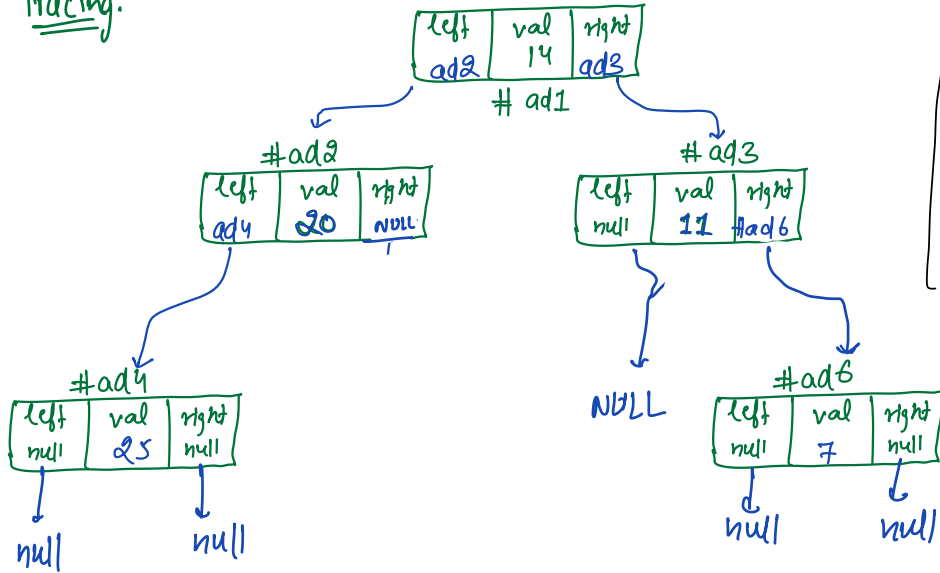 Tracing:
left val right
ad2 14 ad3
# ad1
#ad2
left val right
ad4 20 NULL
# ad3
left val right
null 11 #ad6
#ad4
left val right
null 25 null
null null
NULL
#ad6
left val right
null 7 null
null null